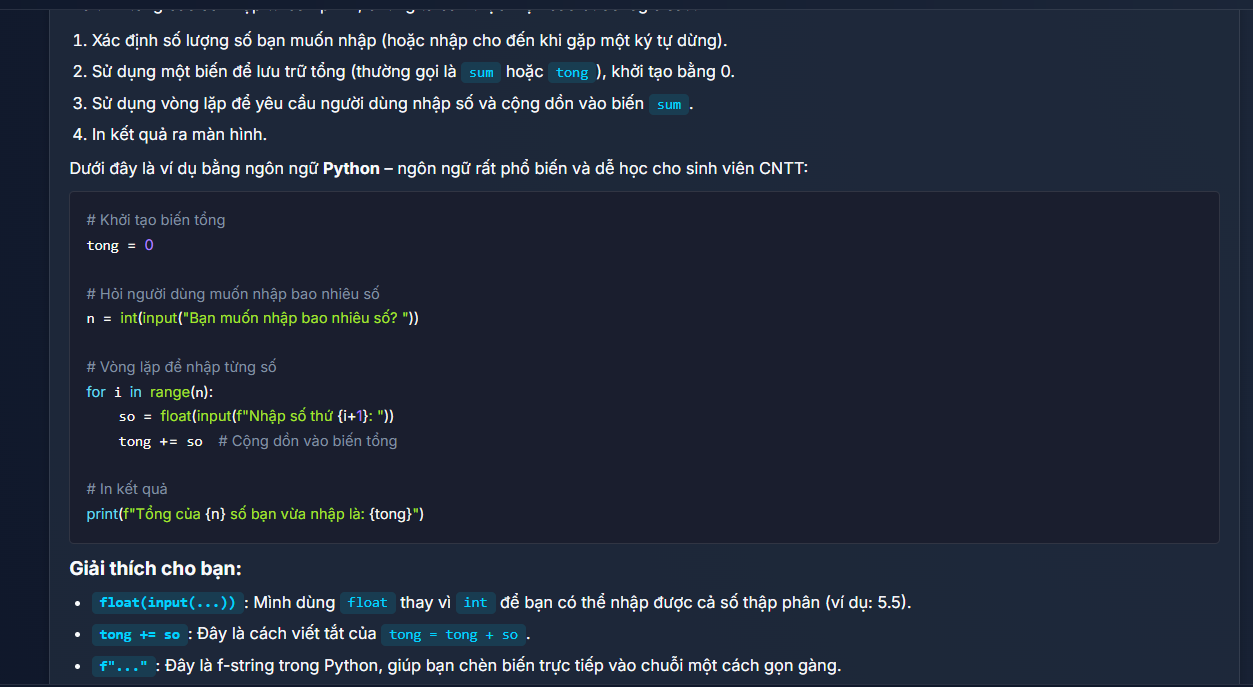 1. Xác định số lượng số bạn muốn nhập (hoặc nhập cho đến khi gặp một ký tự dừng).
2. Sử dụng một biến để lưu trữ tổng (thường gọi là sum hoặc tong ), khởi tạo bằng 0.
3. Sử dụng vòng lặp để yêu cầu người dùng nhập số và cộng dồn vào biến sum .
4. In kết quả ra màn hình.
Dưới đây là ví dụ bằng ngôn ngữ Python – ngôn ngữ rất phổ biến và dễ học cho sinh viên CNTT:
# Khởi tạo biến tổng
tong = 0
# Hỏi người dùng muốn nhập bao nhiêu số
n = int(input("Bạn muốn nhập bao nhiêu số? "))
# Vòng lặp để nhập từng số
for i in range(n):
    so = float(input(f"Nhập số thứ {i+1}: "))
    tong += so  # Cộng dồn vào biến tổng
# In kết quả
print(f"Tổng của {n} số bạn vừa nhập là: {tong}")
Giải thích cho bạn:
• float(input(...)) : Mình dùng float thay vì int để bạn có thể nhập được cả số thập phân (ví dụ: 5.5).
• tong += so : Đây là cách viết tắt của tong = tong + so .
• f"..." : Đây là f-string trong Python, giúp bạn chèn biến trực tiếp vào chuỗi một cách gọn gàng.